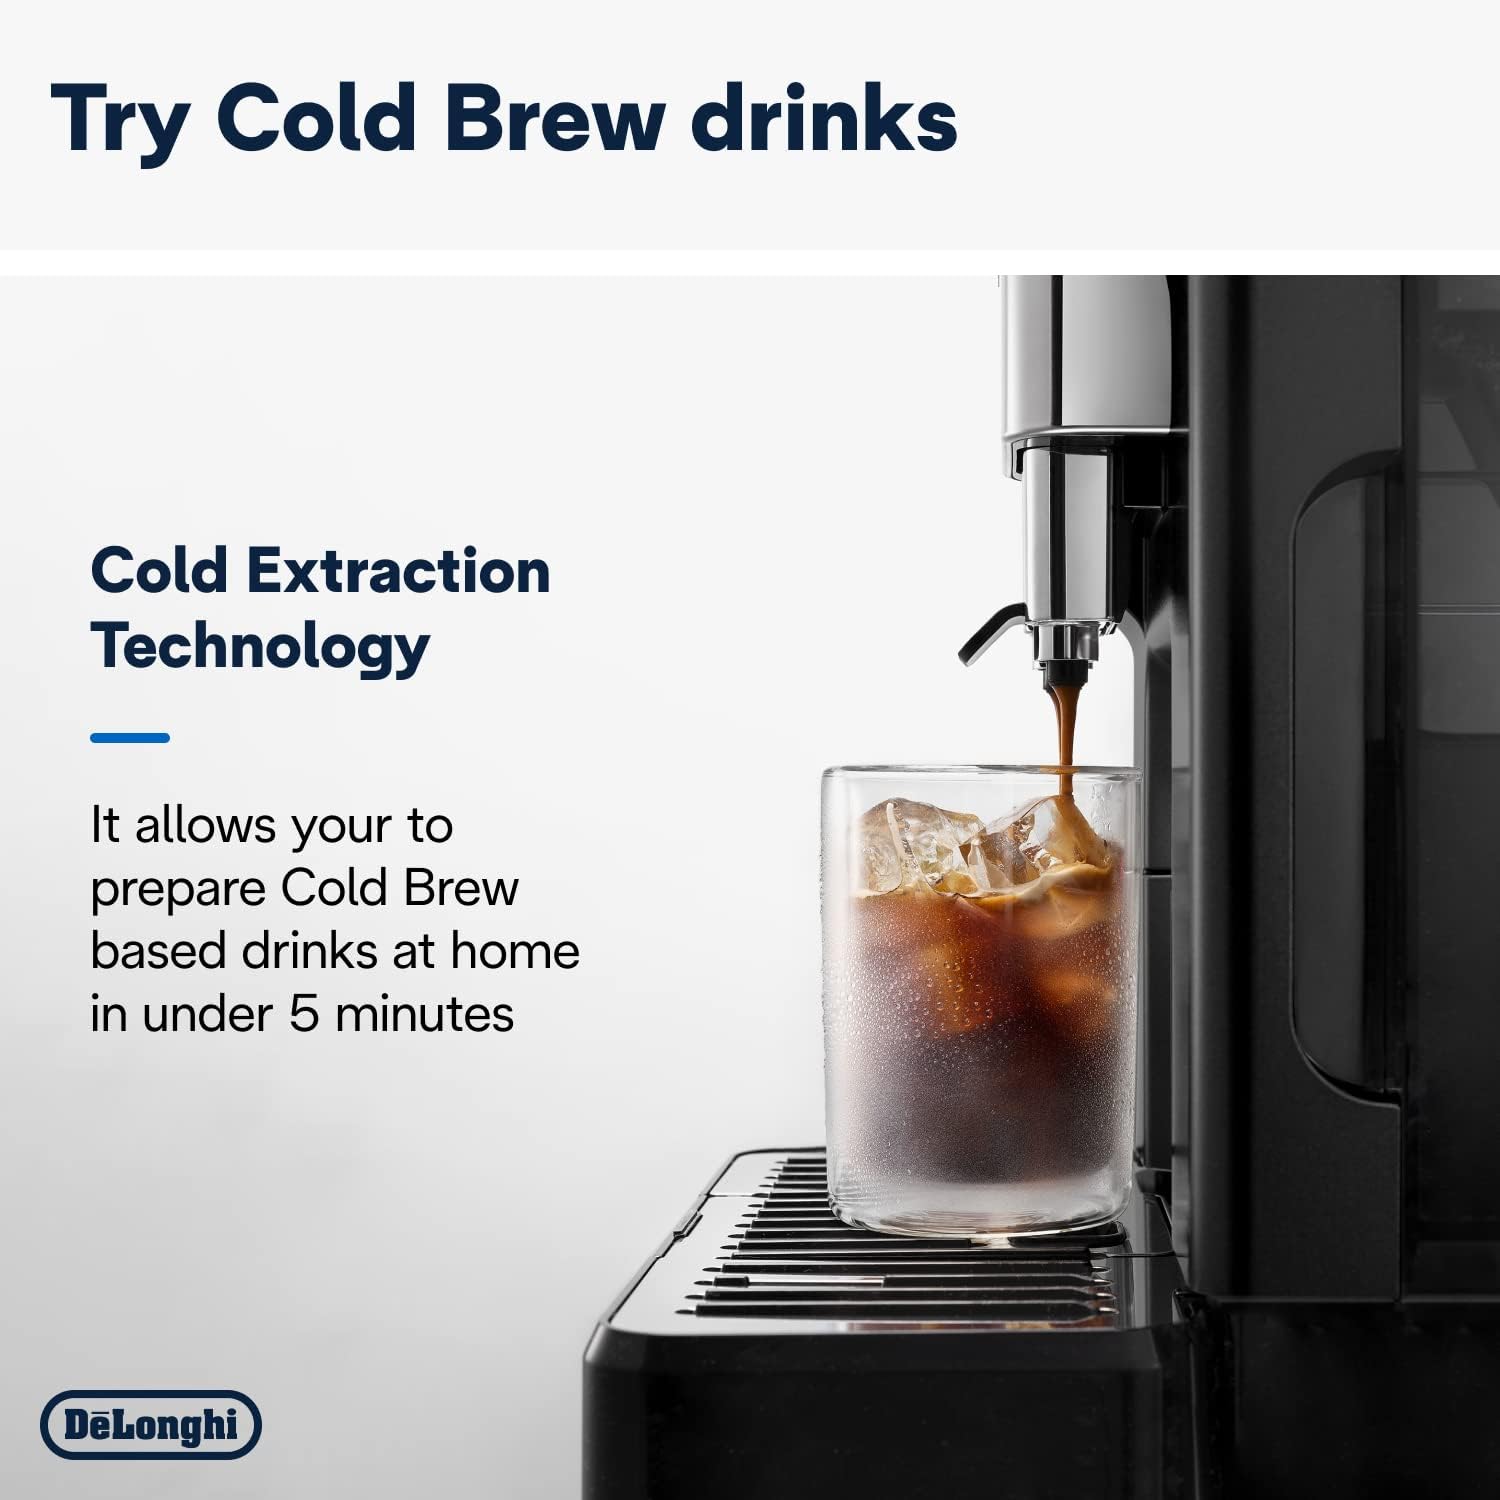 Try Cold Brew drinks
Cold Extraction
Technology
It allows your to
prepare Cold Brew
based drinks at home
in under 5 minutes
DēLonghi